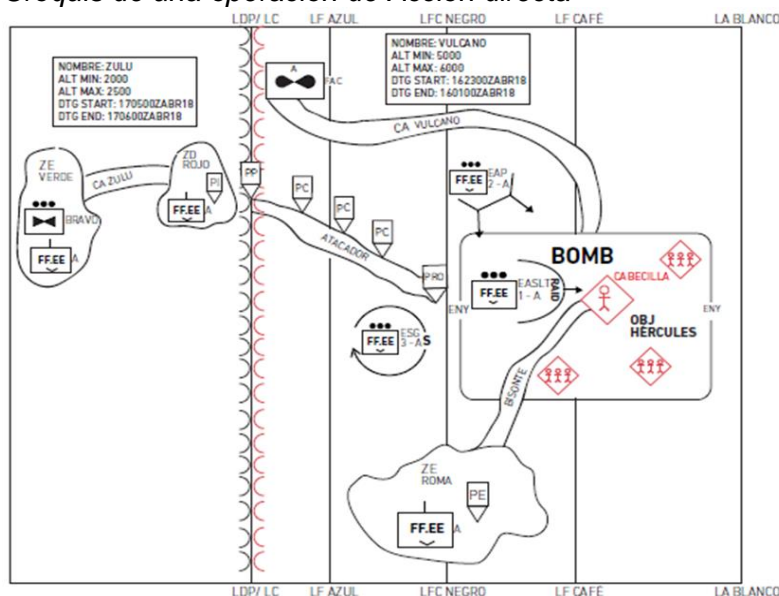 Croquis de una operación de Acción directa
LDP/ LC
LF AZUL
LFC NEGRO
LF CAFÉ
LA BLANCO
NOMBRE: ZULU
ALT MIN: 2000
ALT MAX: 2500
DTG START: 170500ZABR18
DTG END: 170600ZABR18
NOMBRE: VULCANO
ALT MIN: 5000
ALT MAX: 6000
DTG START: 162300ZABR18
DTG END: 160100ZABR18
A
FAC
CA VULCANO
ZE
VERDE
CA ZULU
ZD
ROJO
PI
FF.EE A
BRAVO
FF.EE A
PP
PC
PC
PC
ATACADOR
PRO
FF.EE
EAP
2 - A
BOMB
CABECILLA
FF.EE
EASLT
1 - A
RAID
ENY
ENY
OBJ
HÉRCULES
FF.EE
ESG
3 - A
S
BISONTE
ZE
ROMA
PE
FF.EE A
LDP/ LC
LF AZUL
LFC NEGRO
LF CAFÉ
LA BLANCO